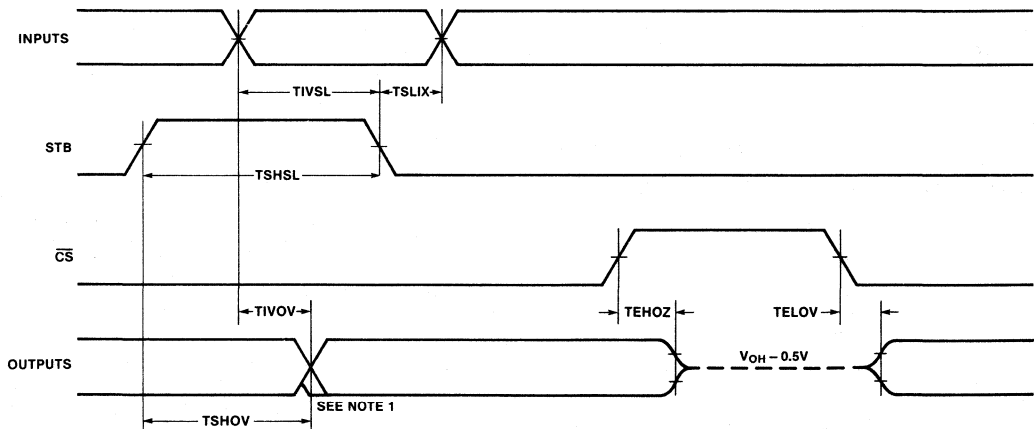 INPUTS
TIVSL
TSLIX
STB
TSHSL
CS
TIVOV
TEHOZ
TELOV
OUTPUTS
VOH – 0.5V
SEE NOTE 1
TSHOV